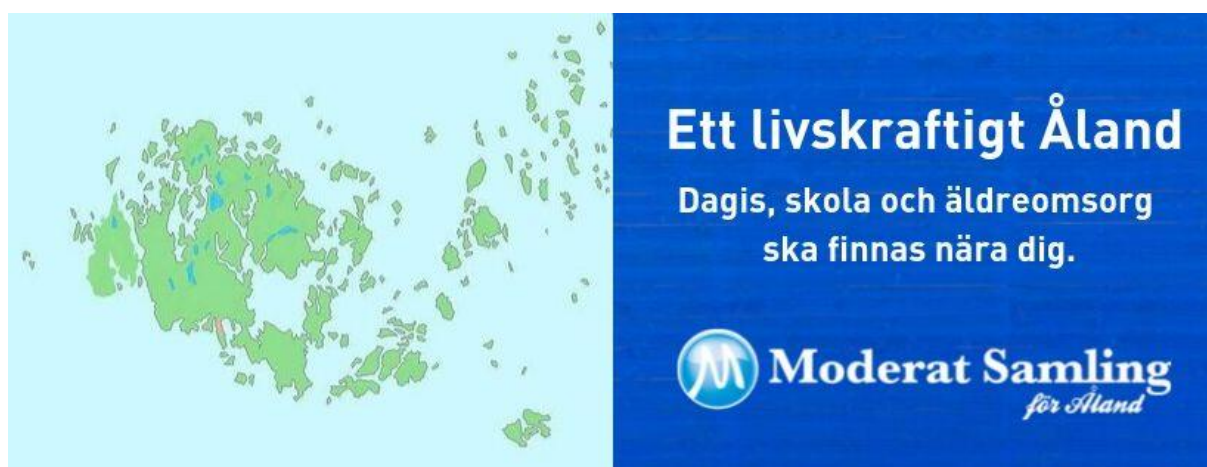 Ett livskraftigt Åland
Dagis, skola och äldreomsorg
ska finnas nära dig.
M Moderat Samling
för Åland